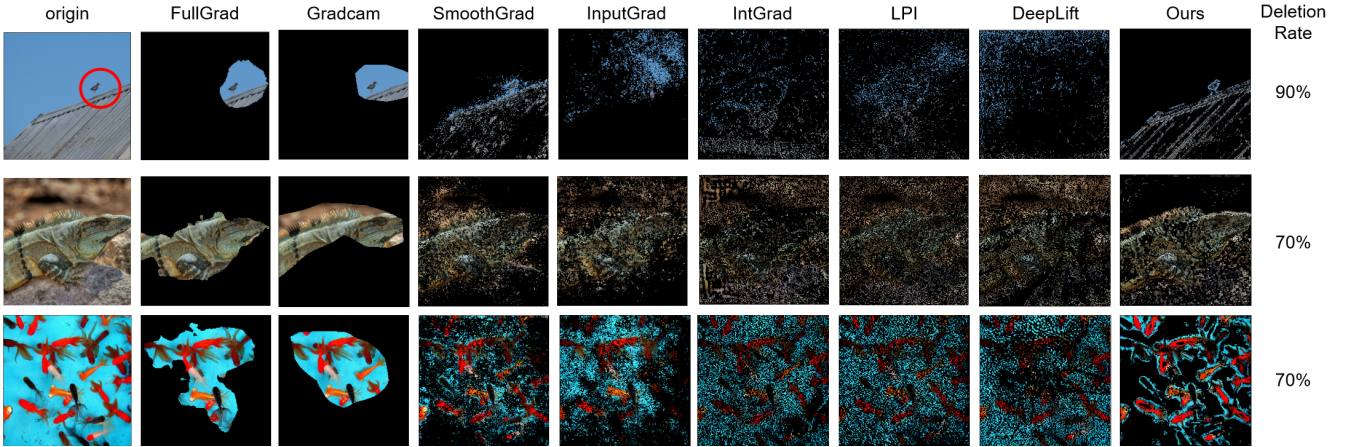 origin FullGrad Gradcam SmoothGrad InputGrad IntGrad LPI DeepLift Ours Deletion
Rate
90%
70%
70%